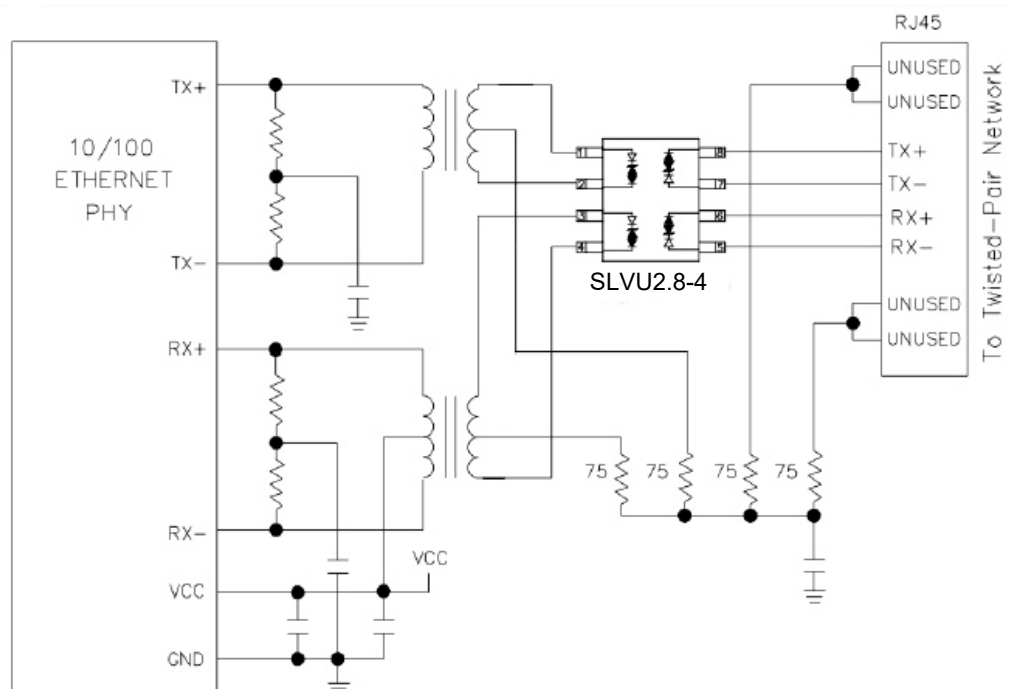 RJ45
10/100
ETHERNET
PHY
TX+
TX-
RX+
RX-
VCC
GND
VCC
1
2
3
4
8
7
6
5
SLVU2.8-4
75
75
75
75
UNUSED
UNUSED
TX+
TX-
RX+
RX-
UNUSED
UNUSED
To Twisted-Pair Network